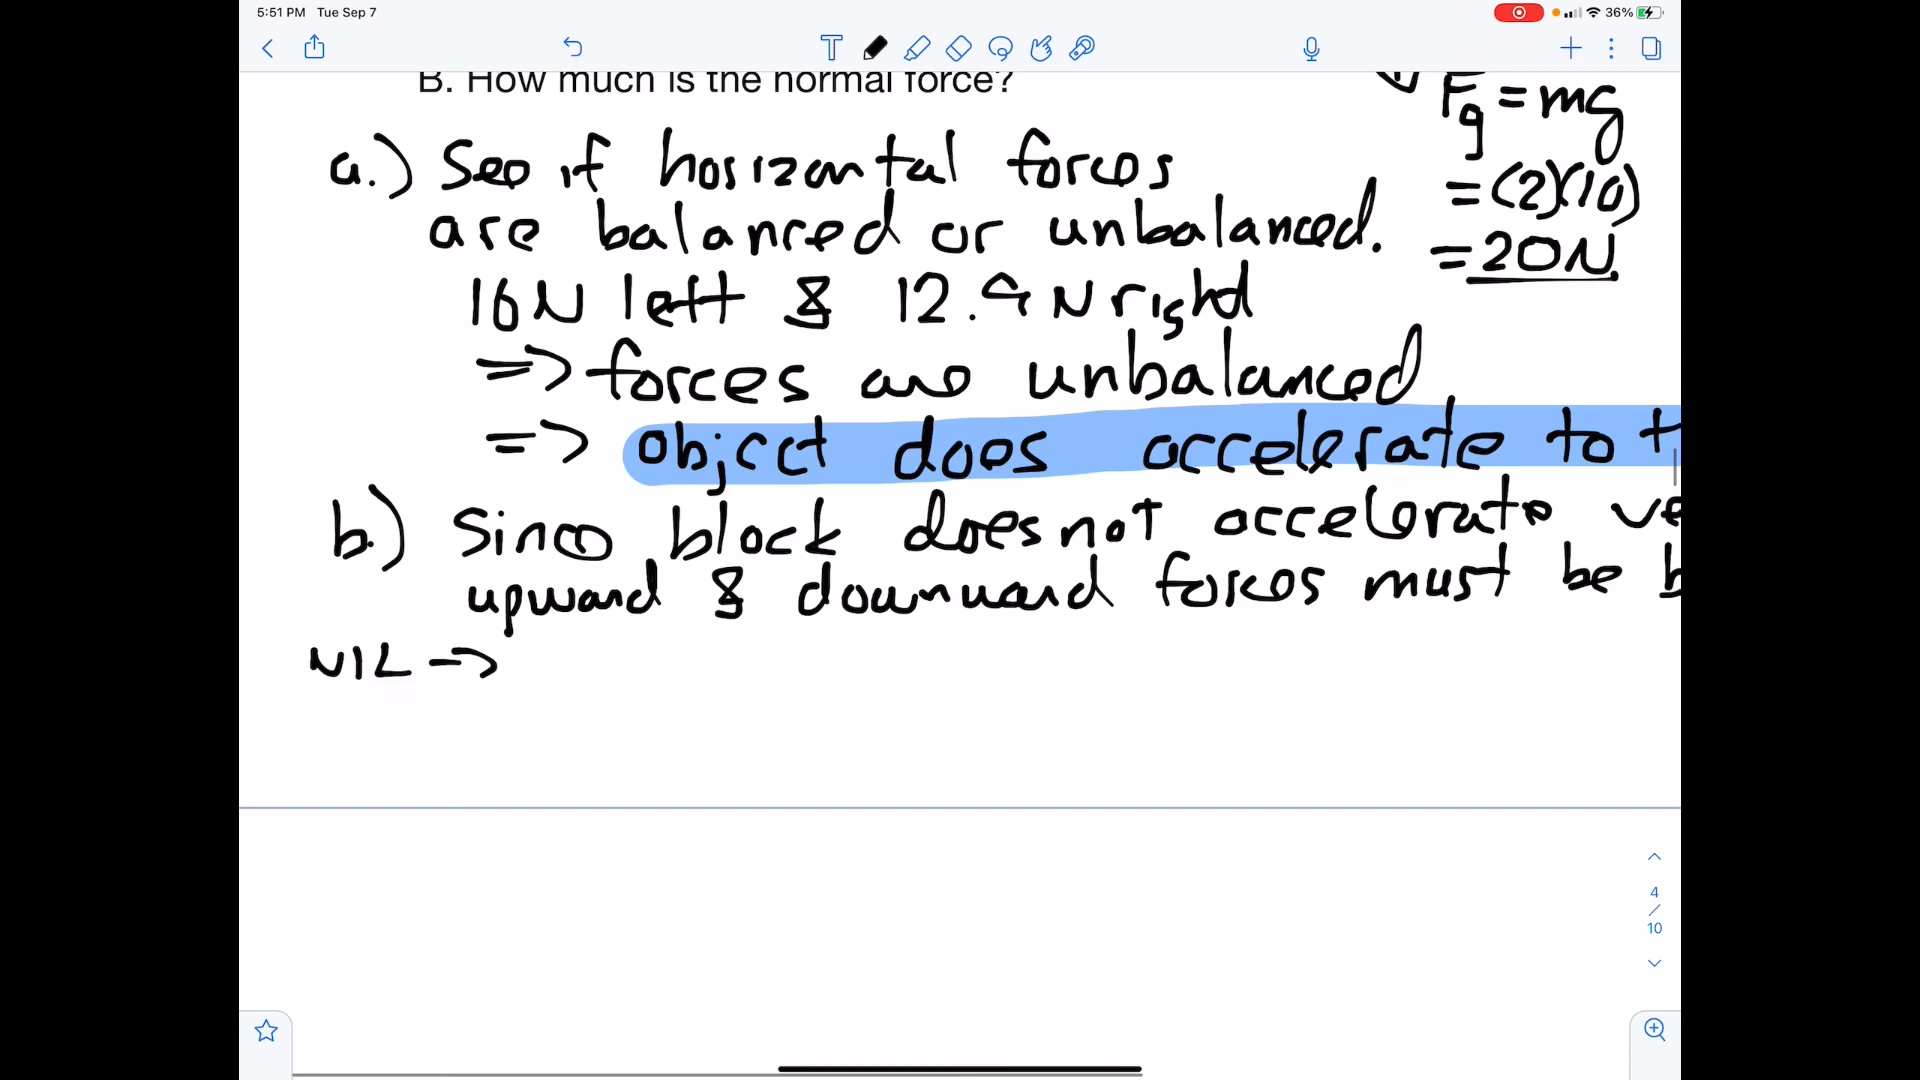 5:51 PM Tue Sep 7
36%
B. How much is the normal force?
Fg = mg
= (2)(10)
= 20N
a.) See if horizontal forces
are balanced or unbalanced.
16N left & 12.4 N right
=> forces are unbalanced
=> object does accelerate to t
b.) Since block does not accelerate ve
upward & downward forces must be b
N1L ->
4
/
10